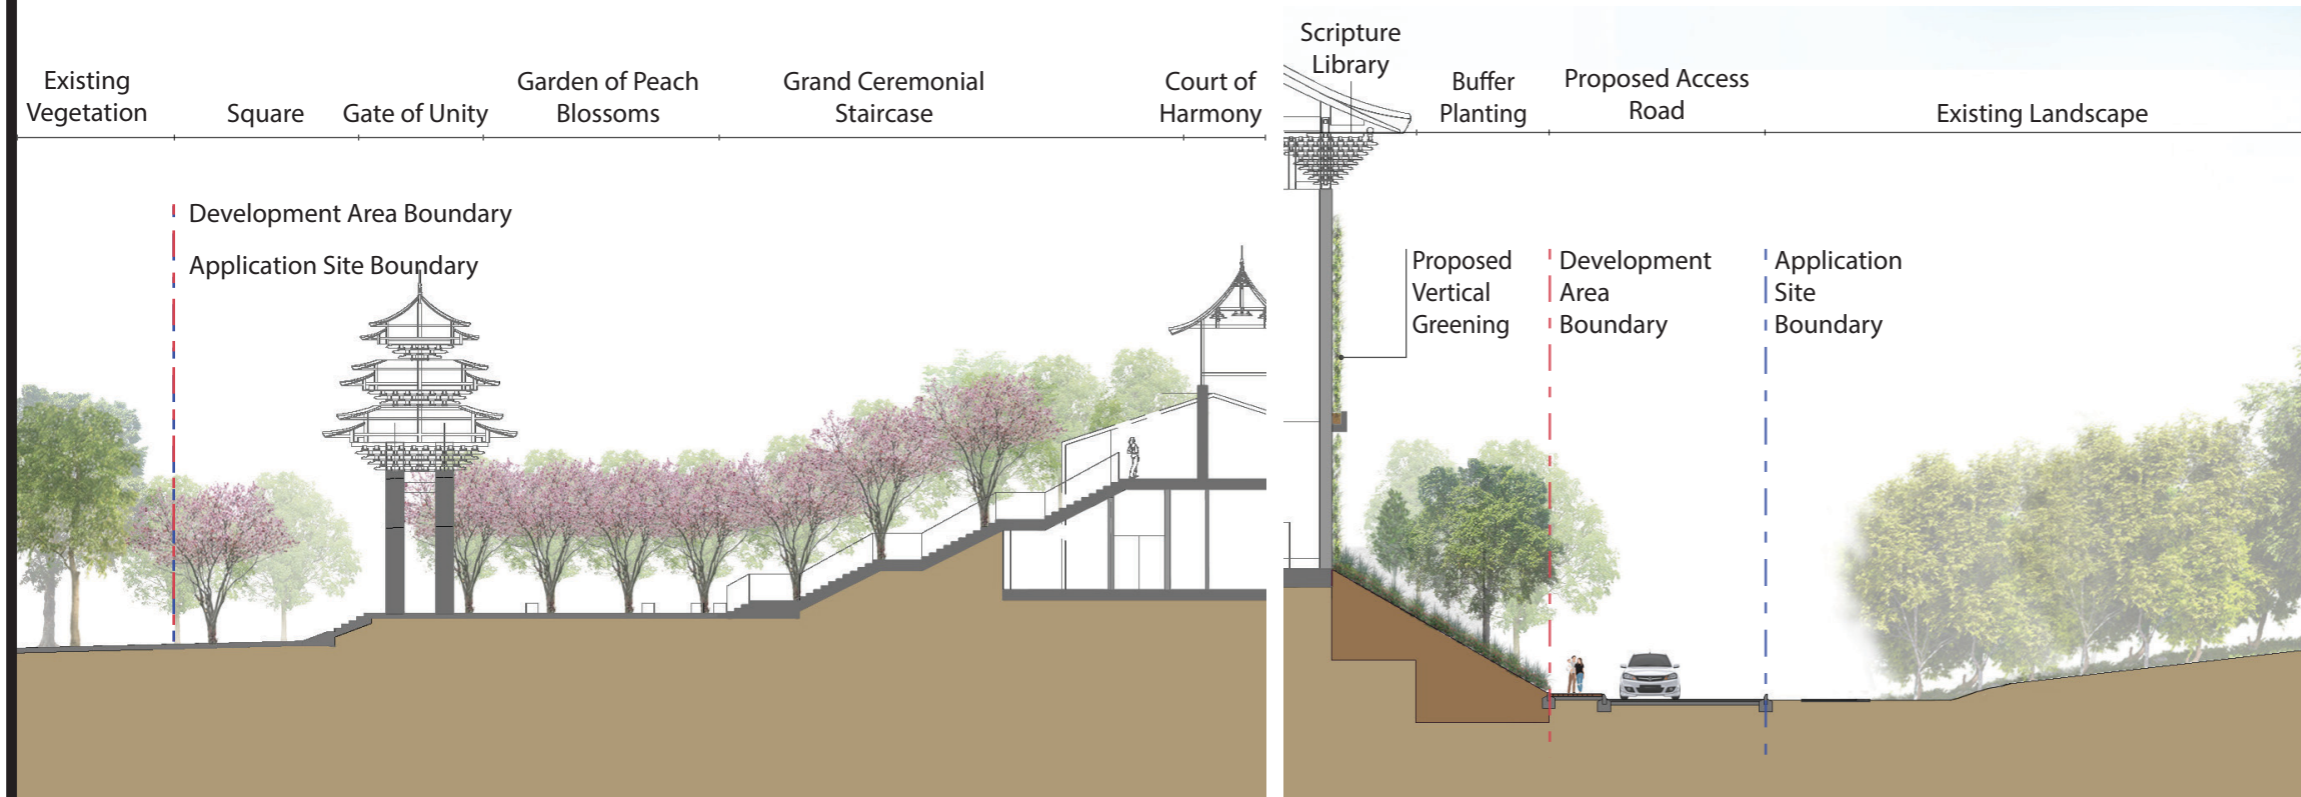 Existing
Vegetation
Square
Gate of Unity
Garden of Peach
Blossoms
Grand Ceremonial
Staircase
Court of
Harmony
Development Area Boundary
Application Site Boundary
Scripture
Library
Buffer
Planting
Proposed Access
Road
Existing Landscape
Proposed
Vertical
Greening
Development
Area
Boundary
Application
Site
Boundary